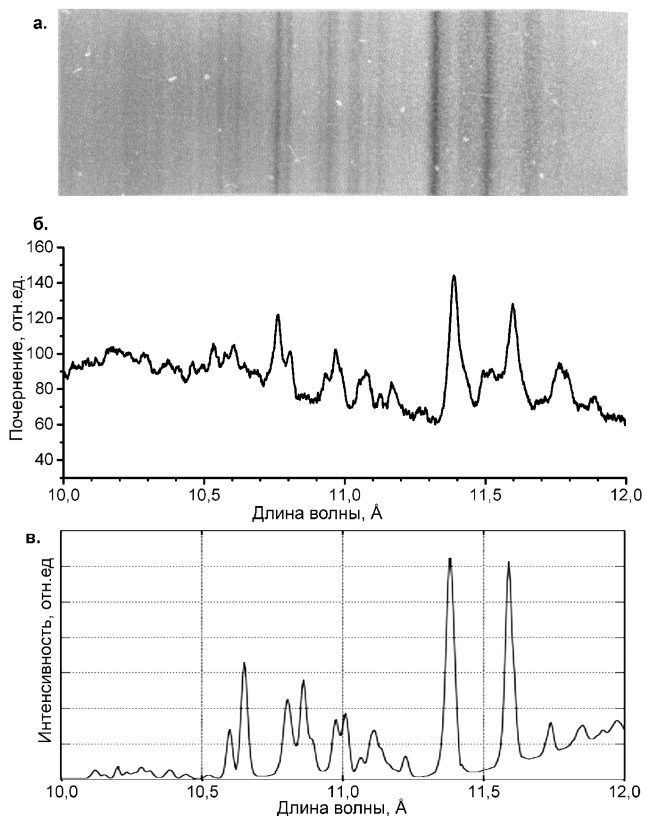 а.
б.
160
140
120
100
80
60
40
Почернение, отн.ед.
10,0 10,5 11,0 11,5 12,0
Длина волны, Å
в.
Интенсивность, отн.ед
10,0 10,5 11,0 11,5 12,0
Длина волны, Å